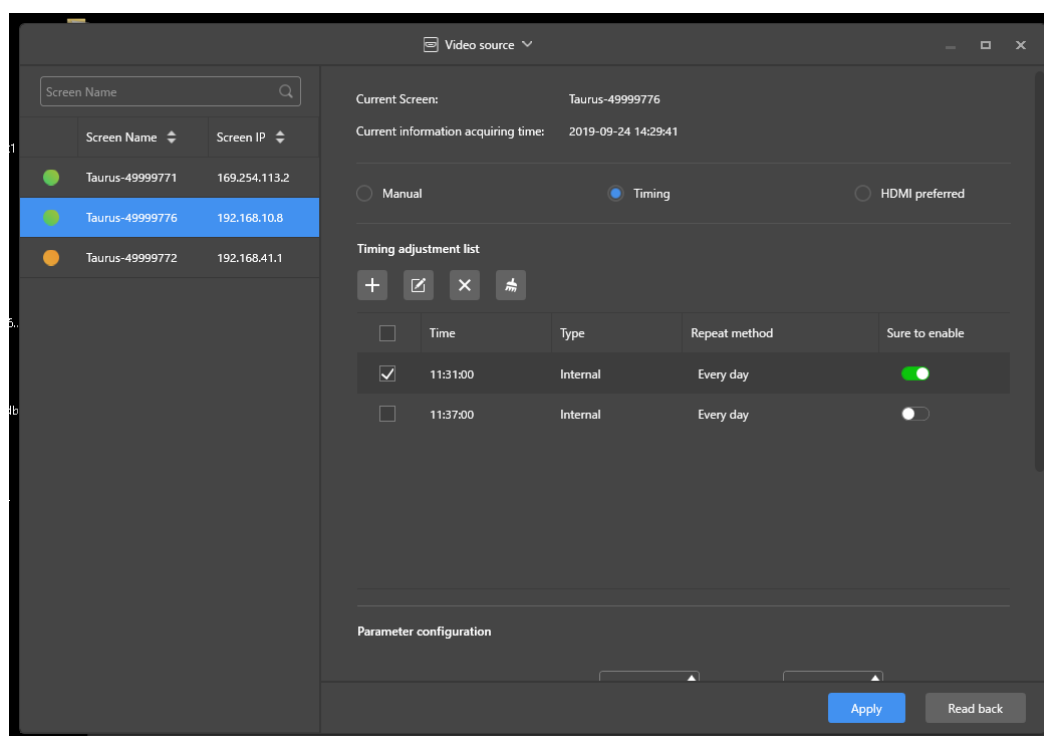 Video source
Screen Name
Screen Name Screen IP
Taurus-49999771 169.254.113.2
Taurus-49999776 192.168.10.8
Taurus-49999772 192.168.41.1
Current Screen: Taurus-49999776
Current information acquiring time: 2019-09-24 14:29:41
Manual Timing HDMI preferred
Timing adjustment list
Time Type Repeat method Sure to enable
11:31:00 Internal Every day
11:37:00 Internal Every day
Parameter configuration
Apply Read back